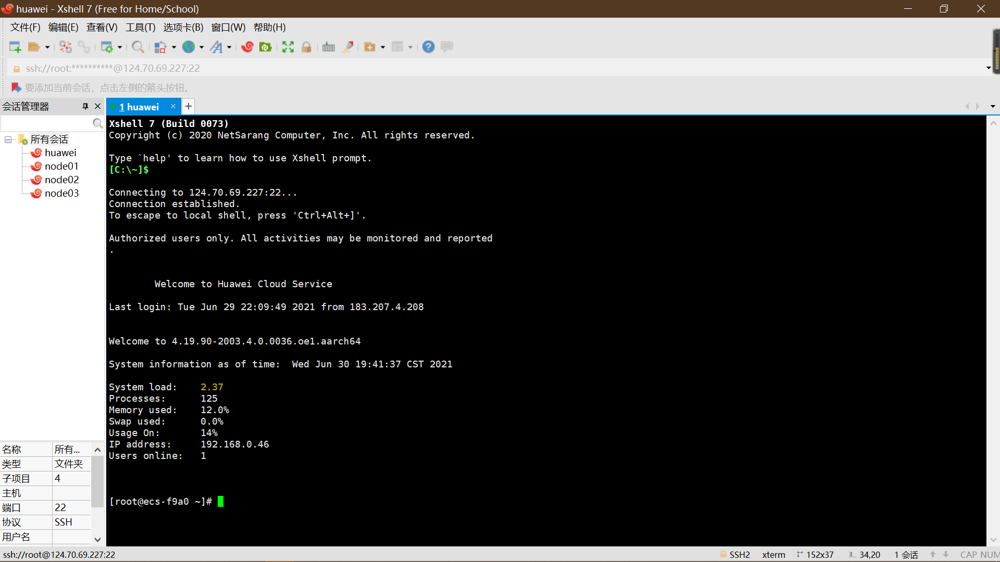 huawei - Xshell 7 (Free for Home/School)
文件(F) 编辑(E) 查看(V) 工具(T) 选项卡(B) 窗口(W) 帮助(H)
ssh://root:**********@124.70.69.227:22
要添加当前会话，点击左侧的箭头按钮。
会话管理器
1 huawei
所有会话
huawei
node01
node02
node03
名称 所有...
类型 文件夹
子项目 4
主机
端口 22
协议 SSH
用户名
Xshell 7 (Build 0073)
Copyright (c) 2020 NetSarang Computer, Inc. All rights reserved.
Type `help' to learn how to use Xshell prompt.
[C:\~]$
Connecting to 124.70.69.227:22...
Connection established.
To escape to local shell, press 'Ctrl+Alt+]'.
Authorized users only. All activities may be monitored and reported
.
Welcome to Huawei Cloud Service
Last login: Tue Jun 29 22:09:49 2021 from 183.207.4.208
Welcome to 4.19.90-2003.4.0.0036.oe1.aarch64
System information as of time:  Wed Jun 30 19:41:37 CST 2021
System load:    2.37
Processes:      125
Memory used:    12.0%
Swap used:      0.0%
Usage On:       14%
IP address:     192.168.0.46
Users online:   1
[root@ecs-f9a0 ~]#
ssh://root@124.70.69.227:22 SSH2 xterm 152x37 34,20 1 会话 CAP NUM